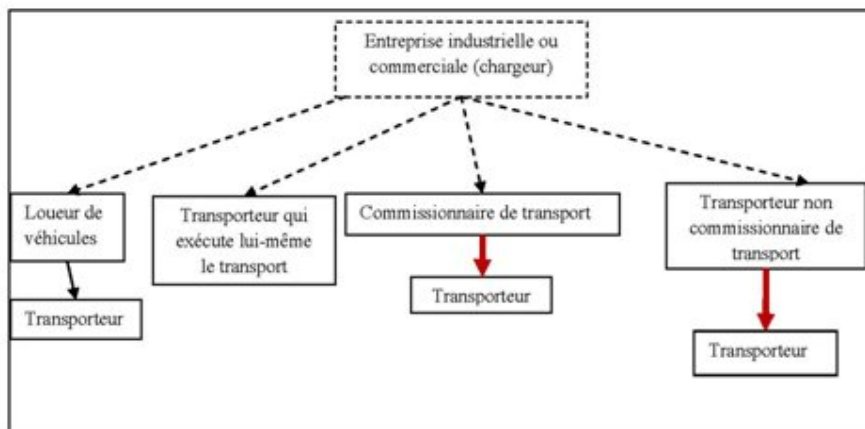 Entreprise industrielle ou
commerciale (chargeur)
Loueur de
véhicules
Transporteur qui
exécute lui-même
le transport
Commissionnaire de transport
Transporteur non
commissionnaire de
transport
Transporteur
Transporteur
Transporteur